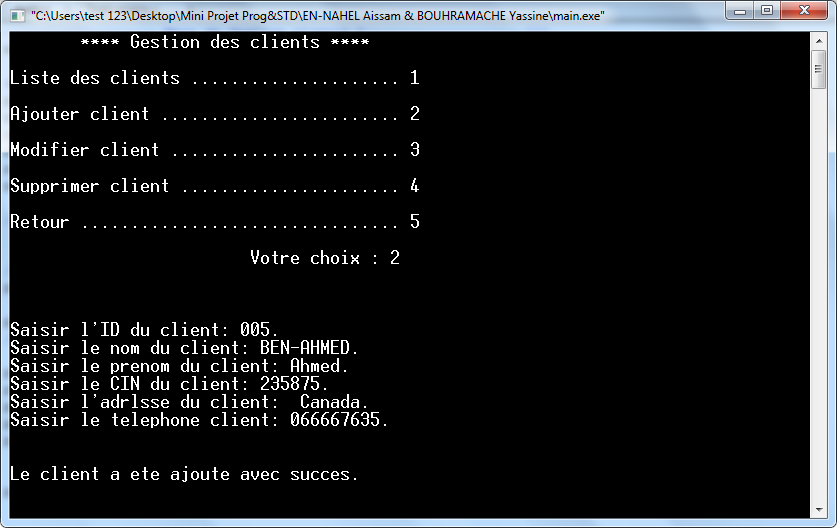 "C:\Users\test 123\Desktop\Mini Projet Prog&STD\EN-NAHEL Aissam & BOUHRAMACHE Yassine\main.exe"
**** Gestion des clients ****
Liste des clients ..................... 1
Ajouter client ........................ 2
Modifier client ....................... 3
Supprimer client ...................... 4
Retour ................................ 5
Votre choix : 2
Saisir l'ID du client: 005.
Saisir le nom du client: BEN-AHMED.
Saisir le prenom du client: Ahmed.
Saisir le CIN du client: 235875.
Saisir l'adrlsse du client:  Canada.
Saisir le telephone client: 066667635.
Le client a ete ajoute avec succes.